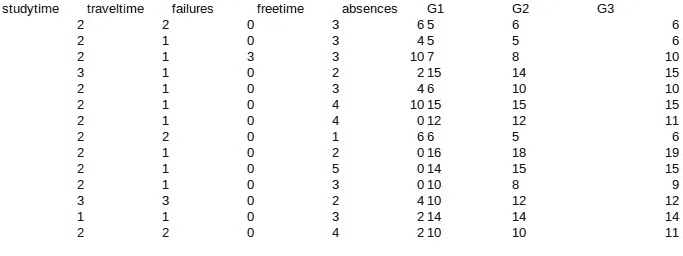 studytime traveltime failures freetime absences G1 G2 G3
2 2 0 3 6 5 6 6
2 1 0 3 4 5 5 6
2 1 3 3 10 7 8 10
3 1 0 2 2 15 14 15
2 1 0 3 4 6 10 10
2 1 0 4 10 15 15 15
2 1 0 4 0 12 12 11
2 2 0 1 6 6 5 6
2 1 0 2 0 16 18 19
2 1 0 5 0 14 15 15
2 1 0 3 0 10 8 9
3 3 0 2 4 10 12 12
1 1 0 3 2 14 14 14
2 2 0 4 2 10 10 11